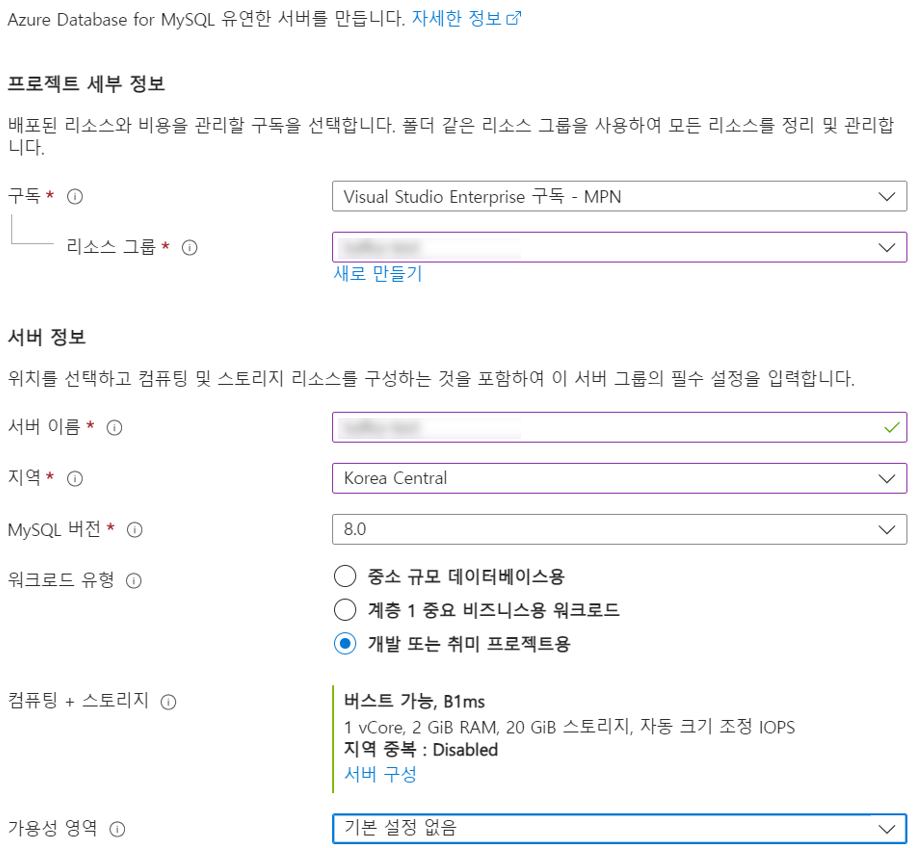 Azure Database for MySQL 유연한 서버를 만듭니다. 자세한 정보
프로젝트 세부 정보
배포된 리소스와 비용을 관리할 구독을 선택합니다. 폴더 같은 리소스 그룹을 사용하여 모든 리소스를 정리 및 관리합
니다.
구독 * Visual Studio Enterprise 구독 - MPN
리소스 그룹 *
새로 만들기
서버 정보
위치를 선택하고 컴퓨팅 및 스토리지 리소스를 구성하는 것을 포함하여 이 서버 그룹의 필수 설정을 입력합니다.
서버 이름 *
지역 * Korea Central
MySQL 버전 * 8.0
워크로드 유형 중소 규모 데이터베이스용
계층 1 중요 비즈니스용 워크로드
개발 또는 취미 프로젝트용
컴퓨팅 + 스토리지 버스트 가능, B1ms
1 vCore, 2 GiB RAM, 20 GiB 스토리지, 자동 크기 조정 IOPS
지역 중복 : Disabled
서버 구성
가용성 영역 기본 설정 없음